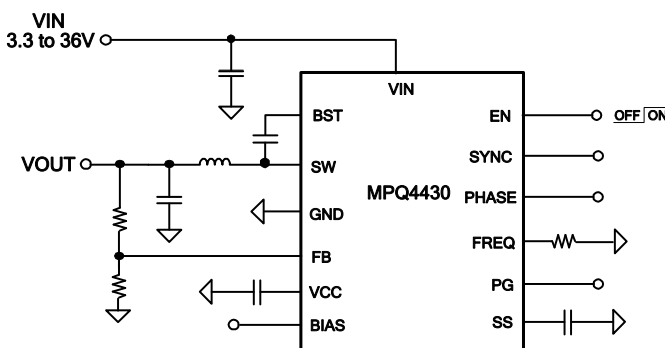 VIN
3.3 to 36V
VIN
BST
EN
OFF ON
SYNC
VOUT
SW
MPQ4430
PHASE
GND
FREQ
FB
PG
VCC
SS
BIAS